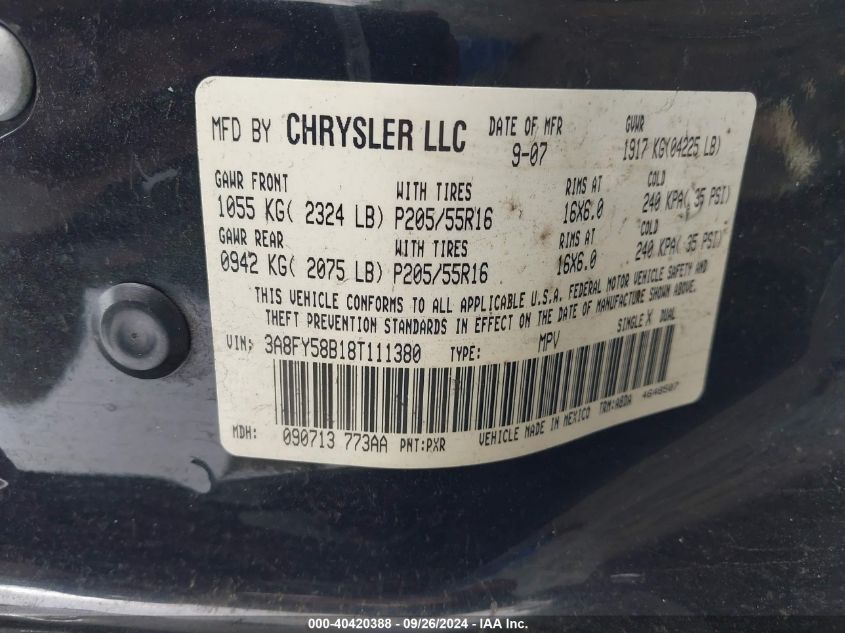 MFD BY CHRYSLER LLC DATE OF MFR GVWR
9-07 1917 KG(04225 LB)
GAWR FRONT WITH TIRES RIMS AT COLD
1055 KG( 2324 LB) P205/55R16 16X6.0 240 KPA( 35 PSI)
GAWR REAR WITH TIRES RIMS AT COLD
0942 KG( 2075 LB) P205/55R16 16X6.0 240 KPA( 35 PSI)
THIS VEHICLE CONFORMS TO ALL APPLICABLE U.S.A. FEDERAL MOTOR VEHICLE SAFETY AND
THEFT PREVENTION STANDARDS IN EFFECT ON THE DATE OF MANUFACTURE SHOWN ABOVE.
VIN: 3A8FY58B18T111380 TYPE: MPV SINGLE X DUAL
MDH: 090713 773AA PNT:PXR VEHICLE MADE IN MEXICO TRM:ABDA 4648507
000-40420388 - 09/26/2024 - IAA Inc.